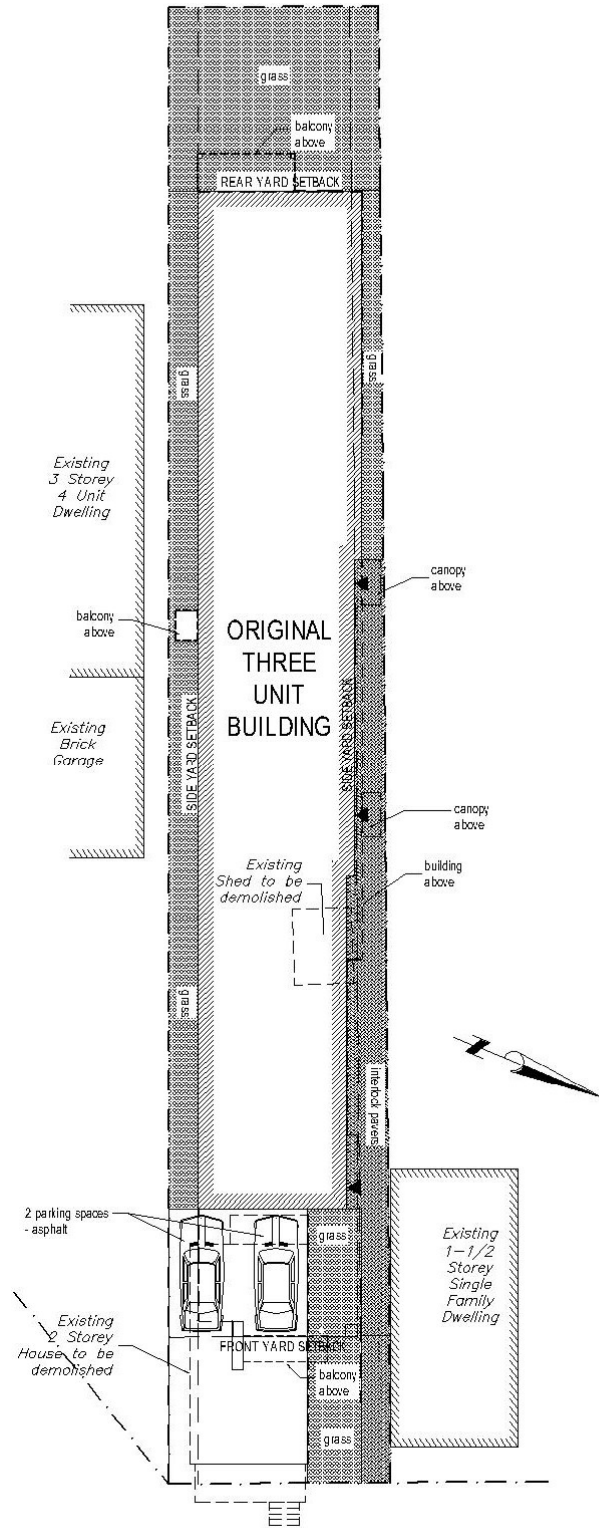 grass
balcony
above
REAR YARD SETBACK
grass
grass
Existing
3 Storey
4 Unit
Dwelling
canopy
above
balcony
above
ORIGINAL
THREE
UNIT
BUILDING
SIDE YARD SETBACK
SIDE YARD SETBACK
Existing
Brick
Garage
canopy
above
Existing
Shed to be
demolished
building
above
grass
interlock pavers
2 parking spaces
- asphalt
grass
Existing
1-1/2
Storey
Single
Family
Dwelling
Existing
2 Storey
House to be
demolished
FRONT YARD SETBACK
balcony
above
grass